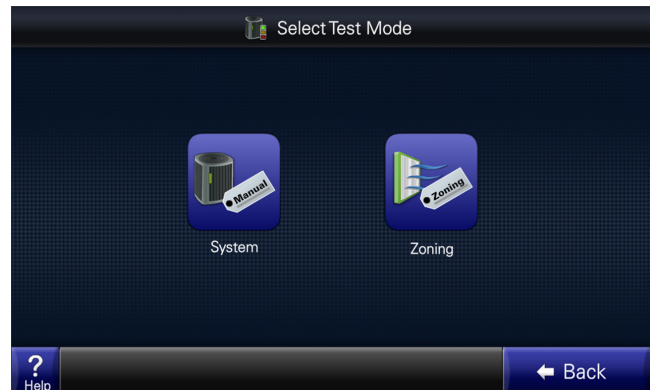 Select Test Mode
Manual
Zoning
System
Zoning
?
Help
Back